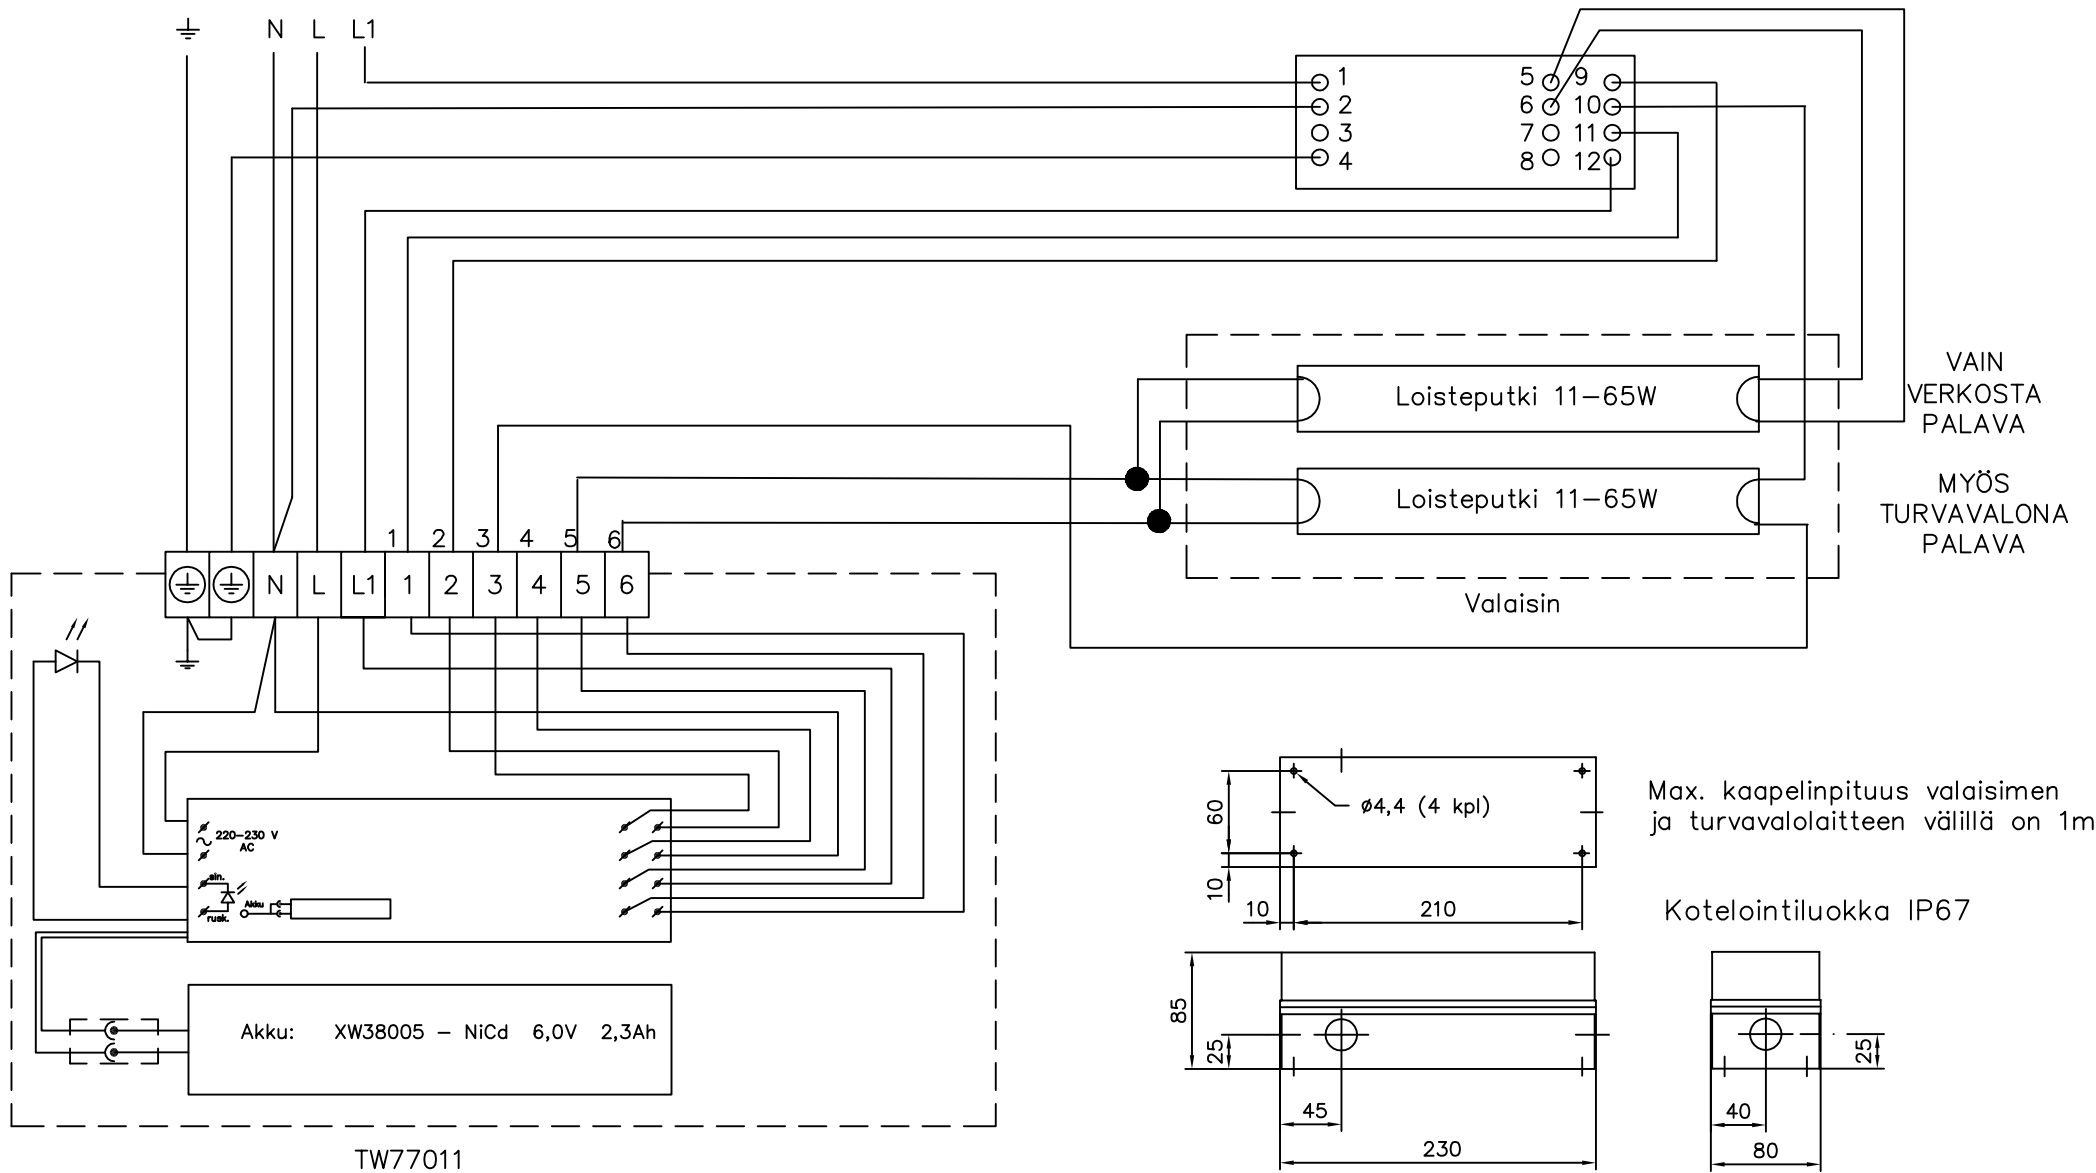 N L L1
1 5 9
2 6 10
3 7 11
4 8 12
VAIN
VERKOSTA
PALAVA
Loisteputki 11-65W
MYÖS
TURVAVALONA
PALAVA
Loisteputki 11-65W
Valaisin
1 2 3 4 5 6
N L L1 1 2 3 4 5 6
220-230 V
AC
sin.
rusk.
Akku
Akku: XW38005 - NiCd 6,0V 2,3Ah
TW77011
ø4,4 (4 kpl)
60
10
10 210
Max. kaapelinpituus valaisimen
ja turvavalolaitteen välillä on 1m
Kotelointiluokka IP67
85
25
45
230
25
40
80